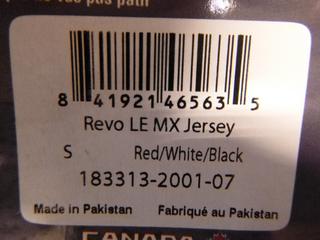 8 41921 46563 5
Revo LE MX Jersey
S Red/White/Black
183313-2001-07
Made in Pakistan Fabriqué au Pakistan
CANADA